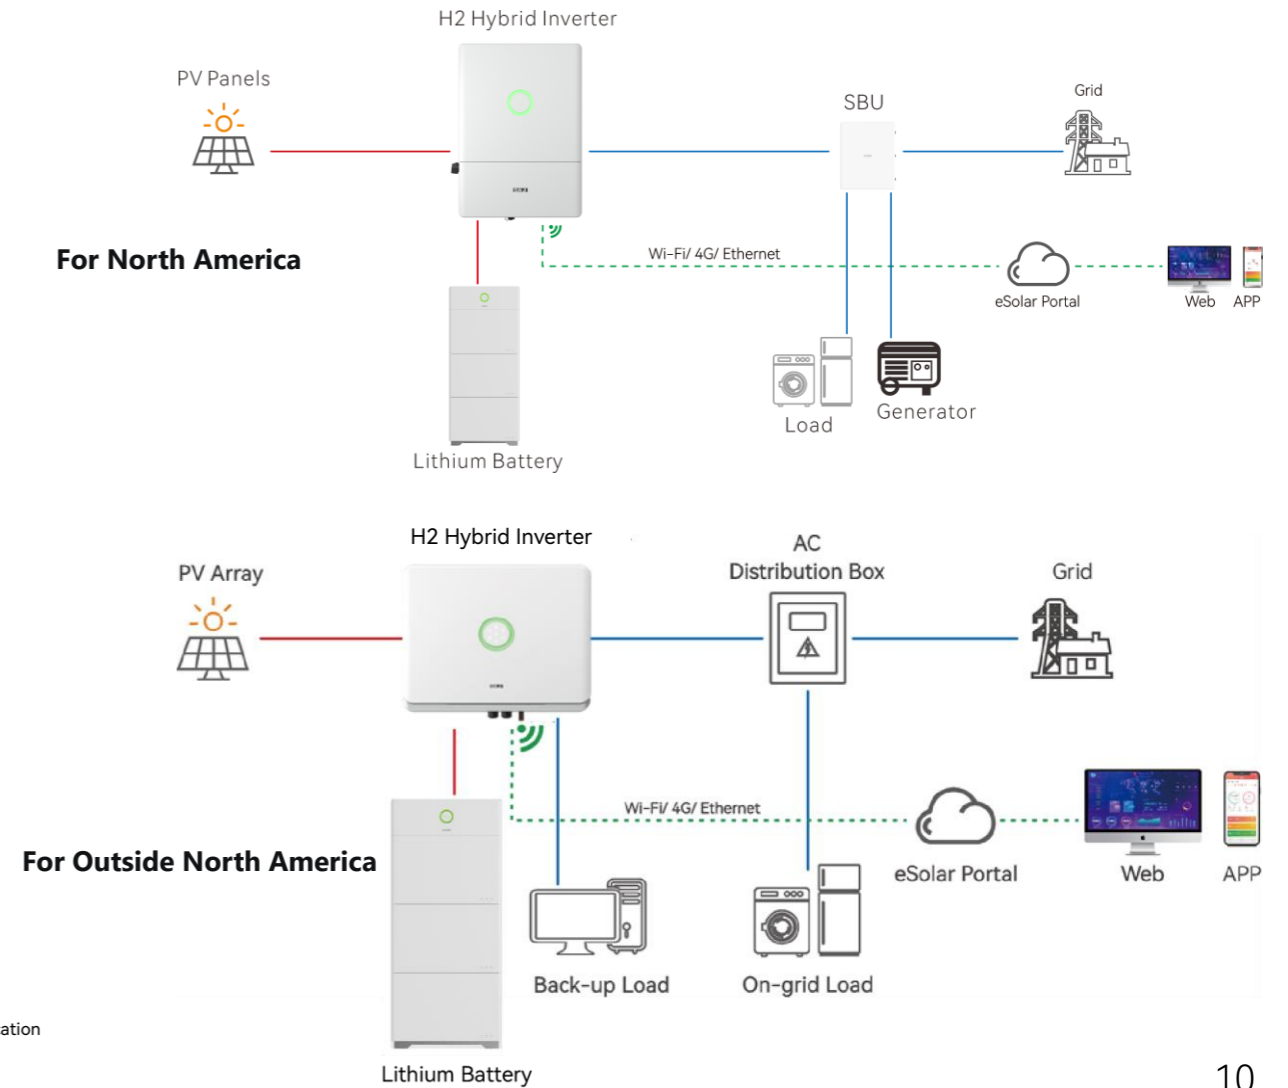 H2 Hybrid Inverter
PV Panels
SBU
Grid
For North America
Wi-Fi/ 4G/ Ethernet
eSolar Portal
Web
APP
Load
Generator
Lithium Battery
H2 Hybrid Inverter
AC
Distribution Box
PV Array
Grid
Wi-Fi/ 4G/ Ethernet
For Outside North America
eSolar Portal
Web
APP
Back-up Load
On-grid Load
ation
Lithium Battery
10